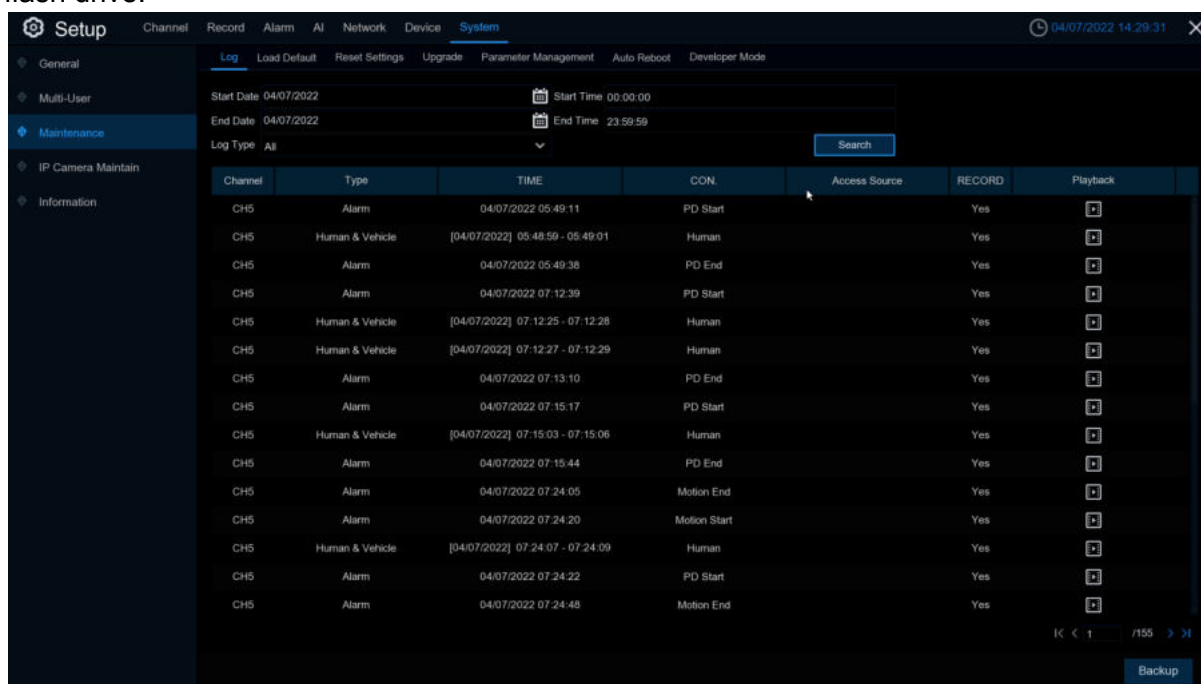 flash drive.
Setup Channel Record Alarm AI Network Device System 04/07/2022 14:29:31
General
Multi-User
Maintenance
IP Camera Maintain
Information
Log Load Default Reset Settings Upgrade Parameter Management Auto Reboot Developer Mode
Start Date 04/07/2022 Start Time 00:00:00
End Date 04/07/2022 End Time 23:59:59
Log Type All Search
Channel Type TIME CON. Access Source RECORD Playback
CH5 Alarm 04/07/2022 05:49:11 PD Start Yes
CH5 Human & Vehicle [04/07/2022] 05:48:59 - 05:49:01 Human Yes
CH5 Alarm 04/07/2022 05:49:38 PD End Yes
CH5 Alarm 04/07/2022 07:12:39 PD Start Yes
CH5 Human & Vehicle [04/07/2022] 07:12:25 - 07:12:28 Human Yes
CH5 Human & Vehicle [04/07/2022] 07:12:27 - 07:12:29 Human Yes
CH5 Alarm 04/07/2022 07:13:10 PD End Yes
CH5 Alarm 04/07/2022 07:15:17 PD Start Yes
CH5 Human & Vehicle [04/07/2022] 07:15:03 - 07:15:06 Human Yes
CH5 Alarm 04/07/2022 07:15:44 PD End Yes
CH5 Alarm 04/07/2022 07:24:05 Motion End Yes
CH5 Alarm 04/07/2022 07:24:20 Motion Start Yes
CH5 Human & Vehicle [04/07/2022] 07:24:07 - 07:24:09 Human Yes
CH5 Alarm 04/07/2022 07:24:22 PD Start Yes
CH5 Alarm 04/07/2022 07:24:48 Motion End Yes
1 /155
Backup